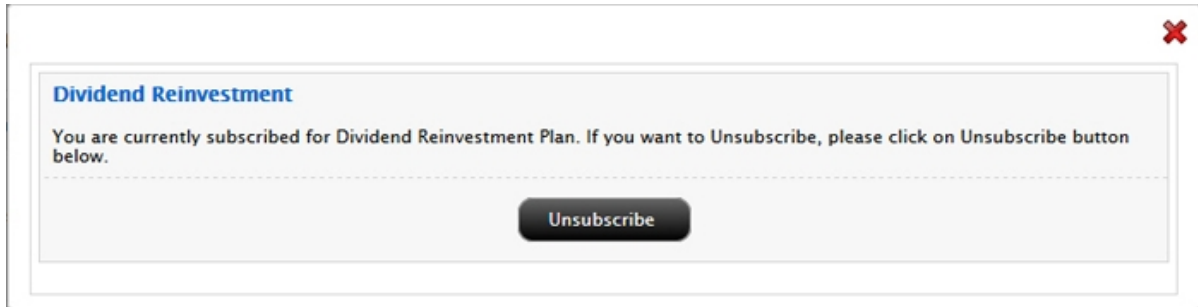 Dividend Reinvestment
You are currently subscribed for Dividend Reinvestment Plan. If you want to Unsubscribe, please click on Unsubscribe button
below.
Unsubscribe